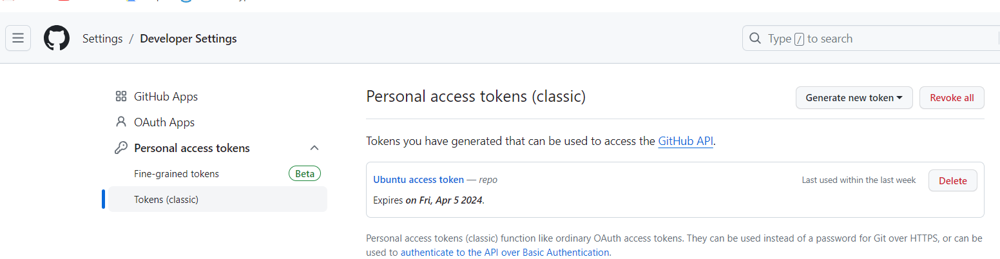 Settings / Developer Settings
Type / to search
GitHub Apps
OAuth Apps
Personal access tokens
Fine-grained tokens Beta
Tokens (classic)
Personal access tokens (classic)
Generate new token
Revoke all
Tokens you have generated that can be used to access the GitHub API.
Ubuntu access token — repo
Last used within the last week
Delete
Expires on Fri, Apr 5 2024.
Personal access tokens (classic) function like ordinary OAuth access tokens. They can be used instead of a password for Git over HTTPS, or can be
used to authenticate to the API over Basic Authentication.